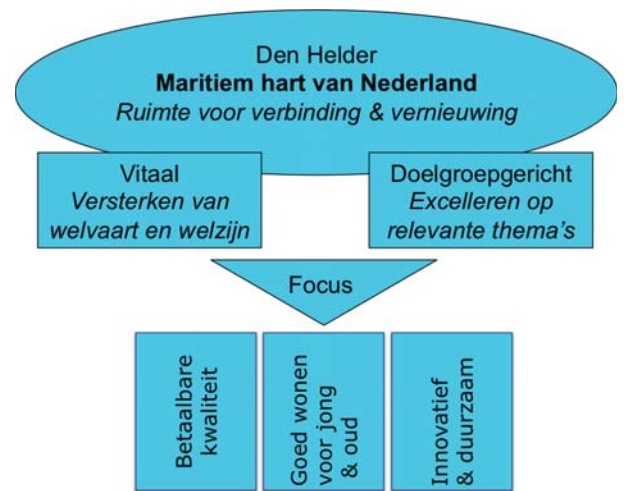 Den Helder
Maritiem hart van Nederland
Ruimte voor verbinding & vernieuwing
Vitaal
Versterken van
welvaart en welzijn
Doelgroepgericht
Excelleren op
relevante thema's
Focus
Betaalbare
kwaliteit
Goed wonen
voor jong
& oud
Innovatief
& duurzaam